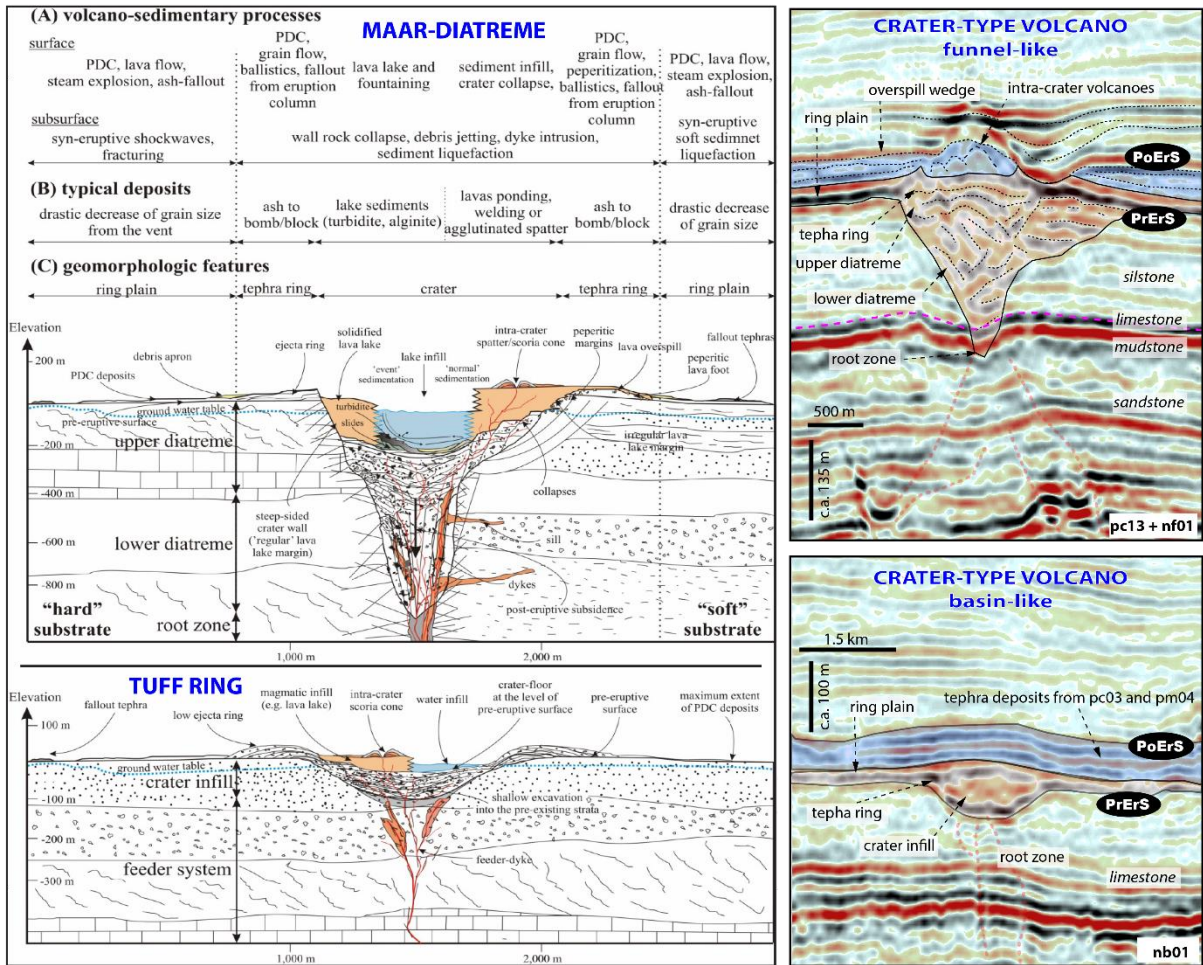 (A) volcano-sedimentary processes
MAAR-DIATREME
surface
PDC, lava flow,
steam explosion,
ash-fallout
PDC,
grain flow,
ballistics, fallout
from eruption
column
lava lake and
fountaining
sediment infill,
crater collapse,
PDC,
grain flow,
peperitization,
ballistics, fallout
from eruption
column
PDC, lava flow,
steam explosion,
ash-fallout
subsurface
syn-eruptive shockwaves,
fracturing
wall rock collapse, debris jetting, dyke intrusion,
sediment liquefaction
syn-eruptive
soft sedimnet
liquefaction
(B) typical deposits
drastic decrease of grain size
from the vent
ash to
bomb/block
lake sediments
(turbidite, alginite)
lavas ponding,
welding or
agglutinated spatter
ash to
bomb/block
drastic decrease
of grain size
(C) geomorphologic features
ring plain
tephra ring
crater
tephra ring
ring plain
Elevation
200 m
-200 m
-400 m
-600 m
-800 m
debris apron
PDC deposits
ejecta ring
solidified
lava lake
lake infill
'event'
sedimentation
'normal'
sedimentation
intra-crater
spatter/scoria cone
peperitic
margins
lava overspill
fallout tephras
peperitic
lava foot
ground water table
pre-eruptive surface
turbidite
slides
upper diatreme
irregular lava
lake margin
collapses
steep-sided
crater wall
('regular' lava
lake margin)
lower diatreme
sill
dykes
post-eruptive subsidence
"hard"
substrate
root zone
"soft"
substrate
1,000 m
2,000 m
TUFF RING
Elevation
100 m
-100 m
-200 m
-300 m
fallout tephra
low ejecta ring
magmatic infill
(e.g. lava lake)
intra-crater
scoria cone
water infill
crater-floor
at the level of
pre-eruptive surface
pre-eruptive
surface
maximum extent
of PDC deposits
ground water table
crater infill
shallow excavation
into the pre-existing strata
feeder-dyke
feeder system
1,000 m
2,000 m
CRATER-TYPE VOLCANO
funnel-like
overspill wedge
intra-crater volcanoes
ring plain
PoErS
PrErS
tepha ring
upper diatreme
silstone
lower diatreme
limestone
mudstone
root zone
sandstone
500 m
c.a. 135 m
pc13 + nf01
CRATER-TYPE VOLCANO
basin-like
1.5 km
c.a. 100 m
tephra deposits from pc03 and pm04
ring plain
PoErS
PrErS
tepha ring
crater infill
root zone
limestone
nb01